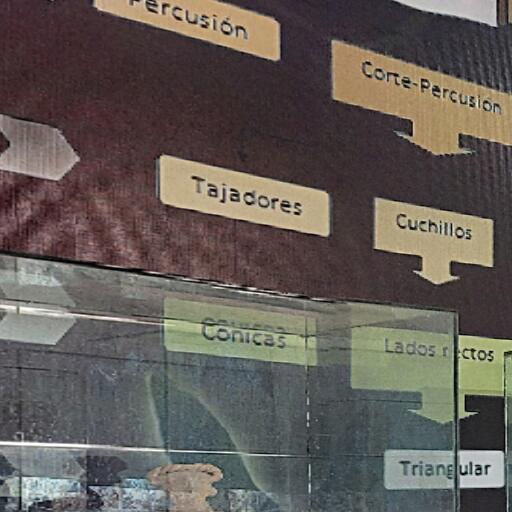 Percusión
Corte-Percusión
Tajadores
Cuchillos
Cónicas
Lados rectos
Triangular